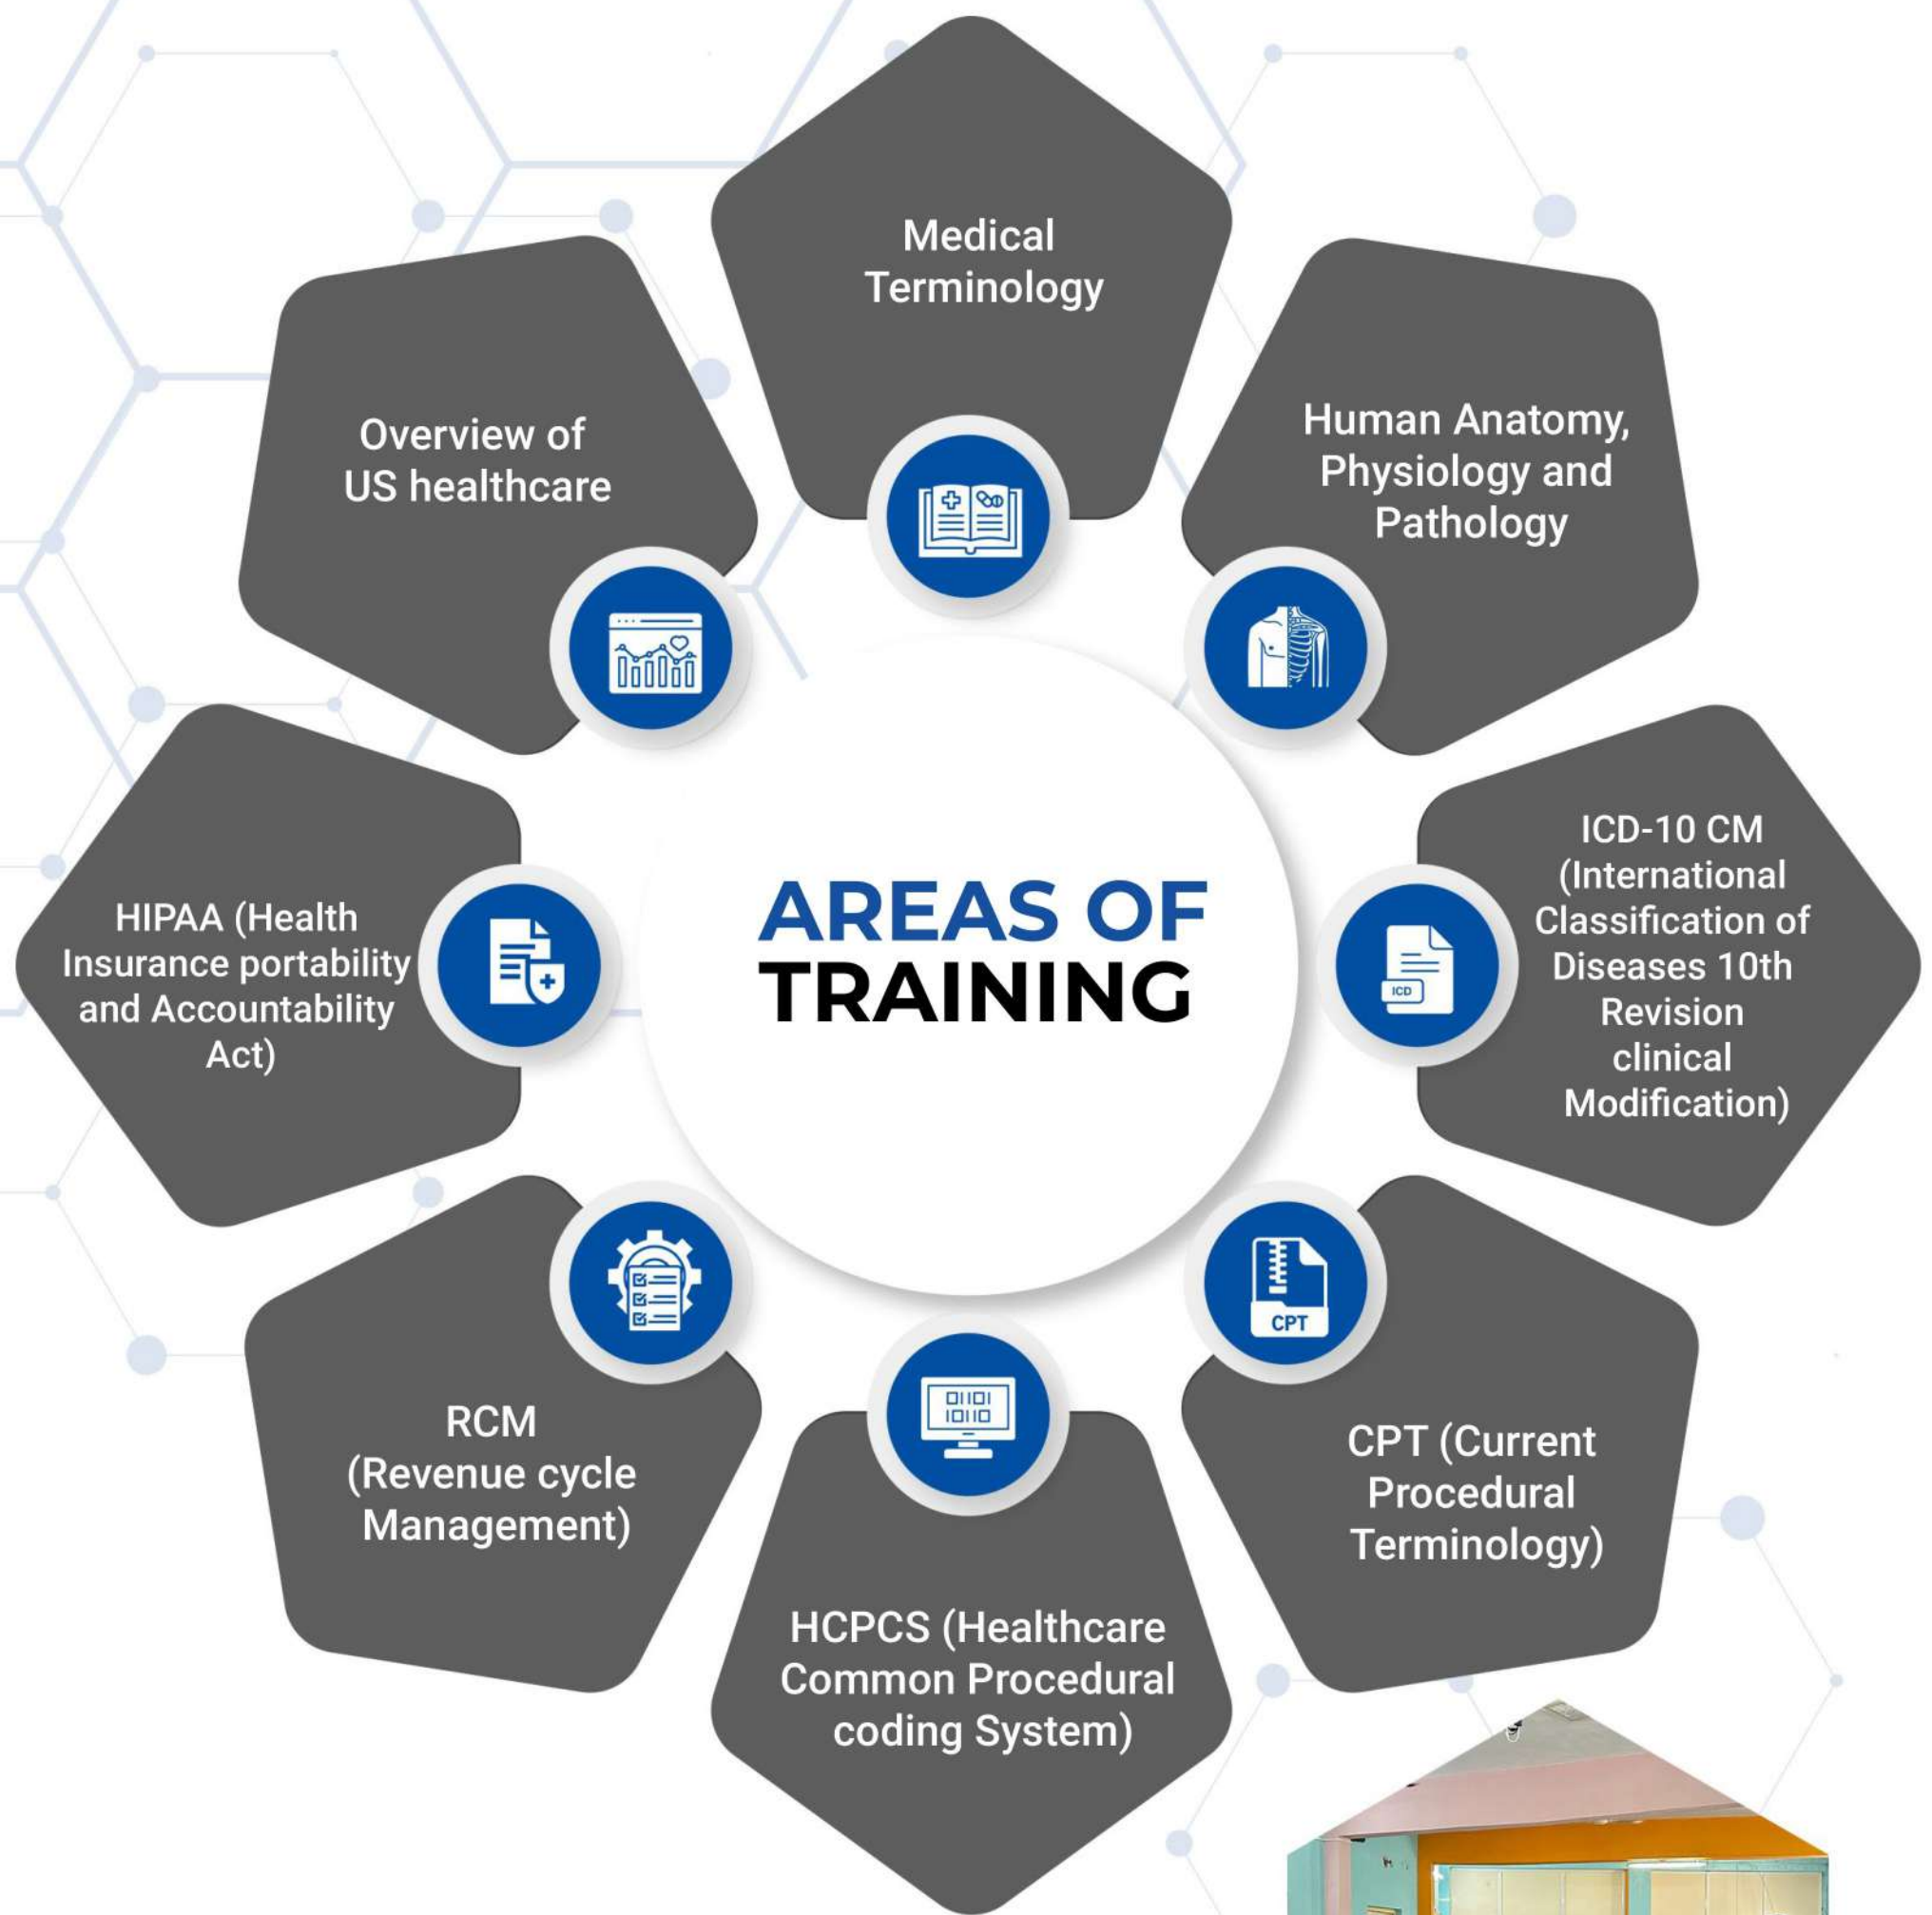 Medical
Terminology
Overview of
US healthcare
Human Anatomy,
Physiology and
Pathology
HIPAA (Health
Insurance portability
and Accountability
Act)
AREAS OF
TRAINING
ICD-10 CM
(International
Classification of
Diseases 10th
Revision
clinical
Modification)
ICD
RCM
(Revenue cycle
Management)
01101
10110
HCPCS (Healthcare
Common Procedural
coding System)
CPT
CPT (Current
Procedural
Terminology)